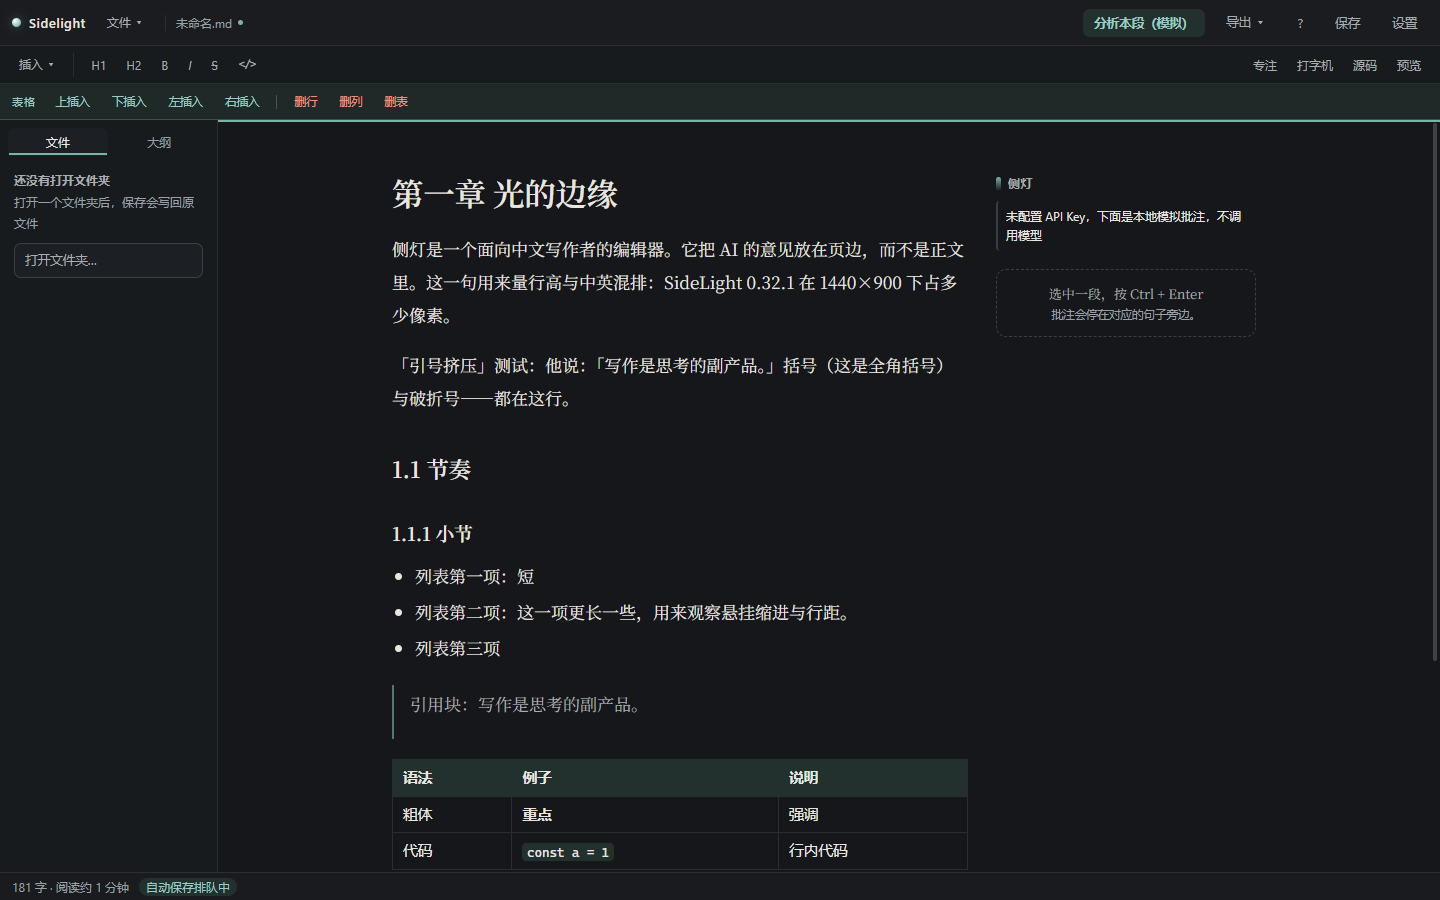 Sidelight 文件 未命名.md 分析本段（模拟） 导出 ? 保存 设置
插入 H1 H2 B I S </> 专注 打字机 源码 预览
表格 上插入 下插入 左插入 右插入 删行 删列 删表
文件 大纲
还没有打开文件夹
打开一个文件夹后，保存会写回原
文件
打开文件夹...
第一章 光的边缘
侧灯是一个面向中文写作者的编辑器。它把 AI 的意见放在页边，而不是正文
里。这一句用来量行高与中英混排：SideLight 0.32.1 在 1440×900 下占多
少像素。
「引号挤压」测试：他说：「写作是思考的副产品。」括号（这是全角括号）
与破折号——都在这行。
1.1 节奏
1.1.1 小节
列表第一项：短
列表第二项：这一项更长一些，用来观察悬挂缩进与行距。
列表第三项
引用块：写作是思考的副产品。
语法 例子 说明
粗体 重点 强调
代码 const a = 1 行内代码
侧灯
未配置 API Key，下面是本地模拟批注，不调
用模型
选中一段，按 Ctrl + Enter
批注会停在对应的句子旁边。
181 字 · 阅读约 1 分钟 自动保存排队中